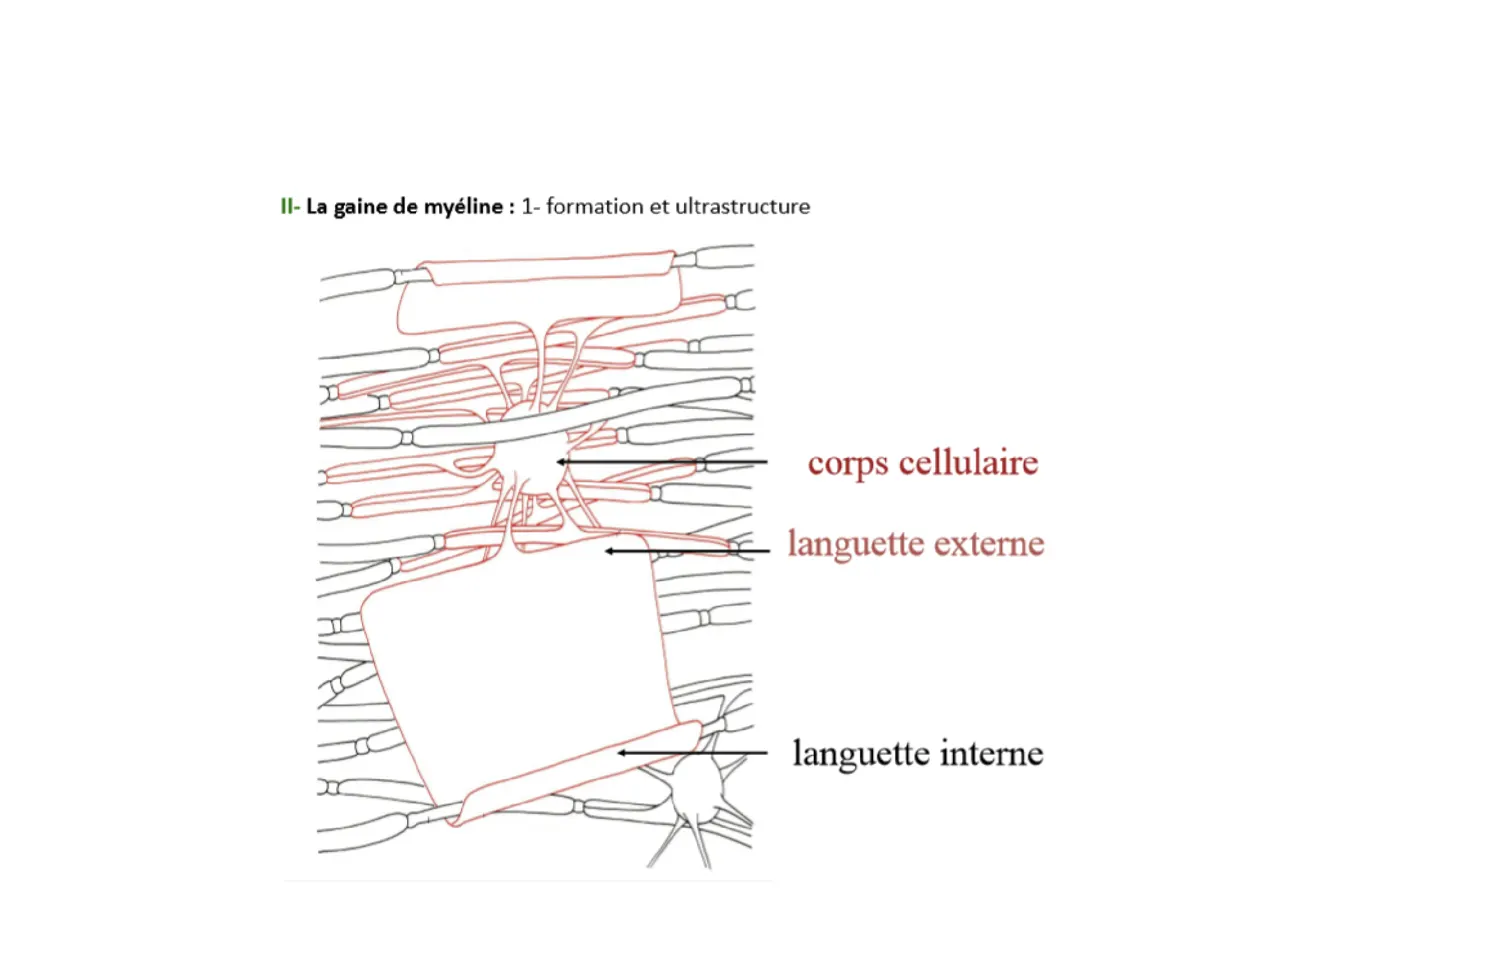 II- La gaine de myéline : 1- formation et ultrastructure
corps cellulaire
languette externe
languette interne